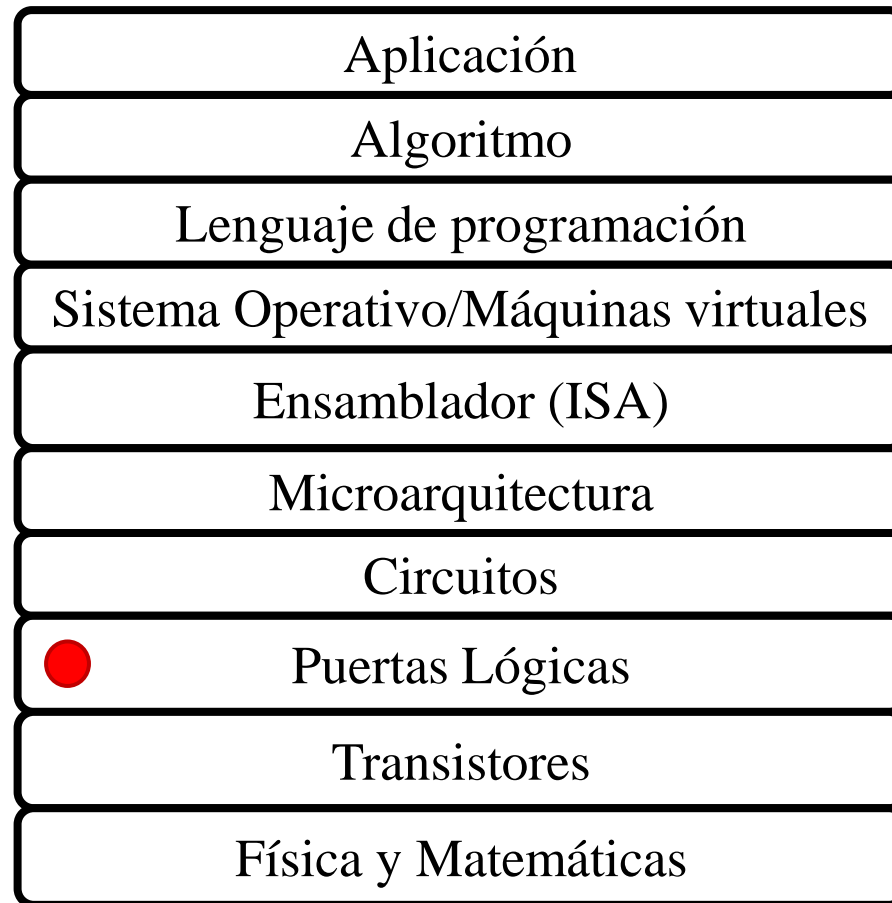 Aplicación
Algoritmo
Lenguaje de programación
Sistema Operativo/Máquinas virtuales
Ensamblador (ISA)
Microarquitectura
Circuitos
Puertas Lógicas
Transistores
Física y Matemáticas